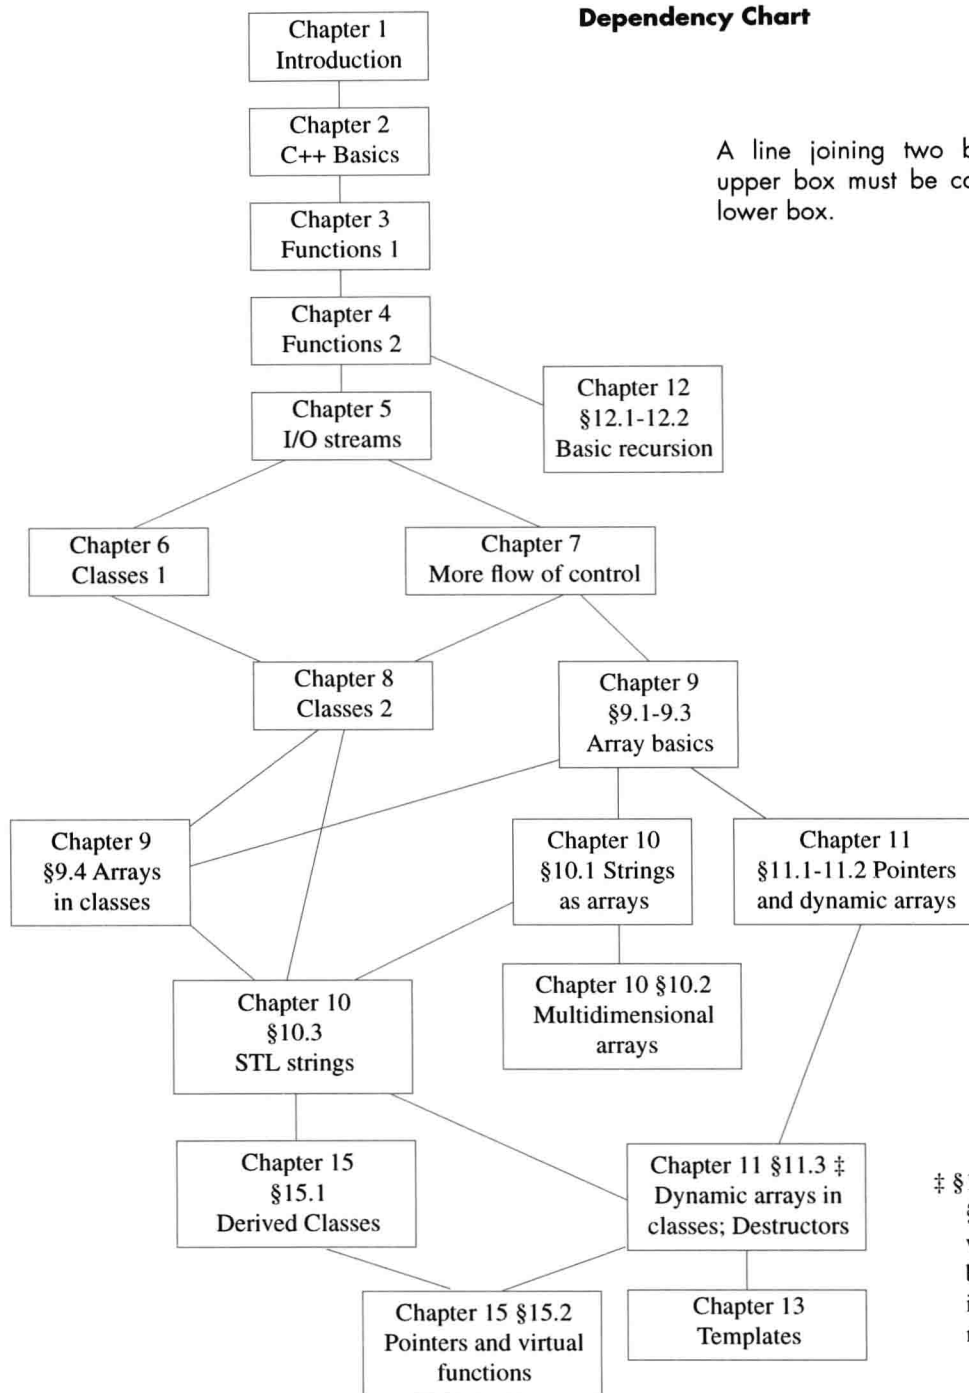 Dependency Chart
Chapter 1
Introduction
Chapter 2
C++ Basics
A line joining two
upper box must be
lower box.
Chapter 3
Functions 1
Chapter 4
Functions 2
Chapter 12
§12.1-12.2
Basic recursion
Chapter 5
I/O streams
Chapter 6
Classes 1
Chapter 7
More flow of control
Chapter 8
Classes 2
Chapter 9
§9.1-9.3
Array basics
Chapter 9
§9.4 Arrays
in classes
Chapter 10
§10.1 Strings
as arrays
Chapter 11
§11.1-11.2 Pointers
and dynamic arrays
Chapter 10
§10.3
STL strings
Chapter 10 §10.2
Multidimensional
arrays
Chapter 15
§15.1
Derived Classes
Chapter 11 §11.3 ‡
Dynamic arrays in
classes; Destructors
‡
Chapter 15 §15.2
Pointers and virtual
functions
Chapter 13
Templates